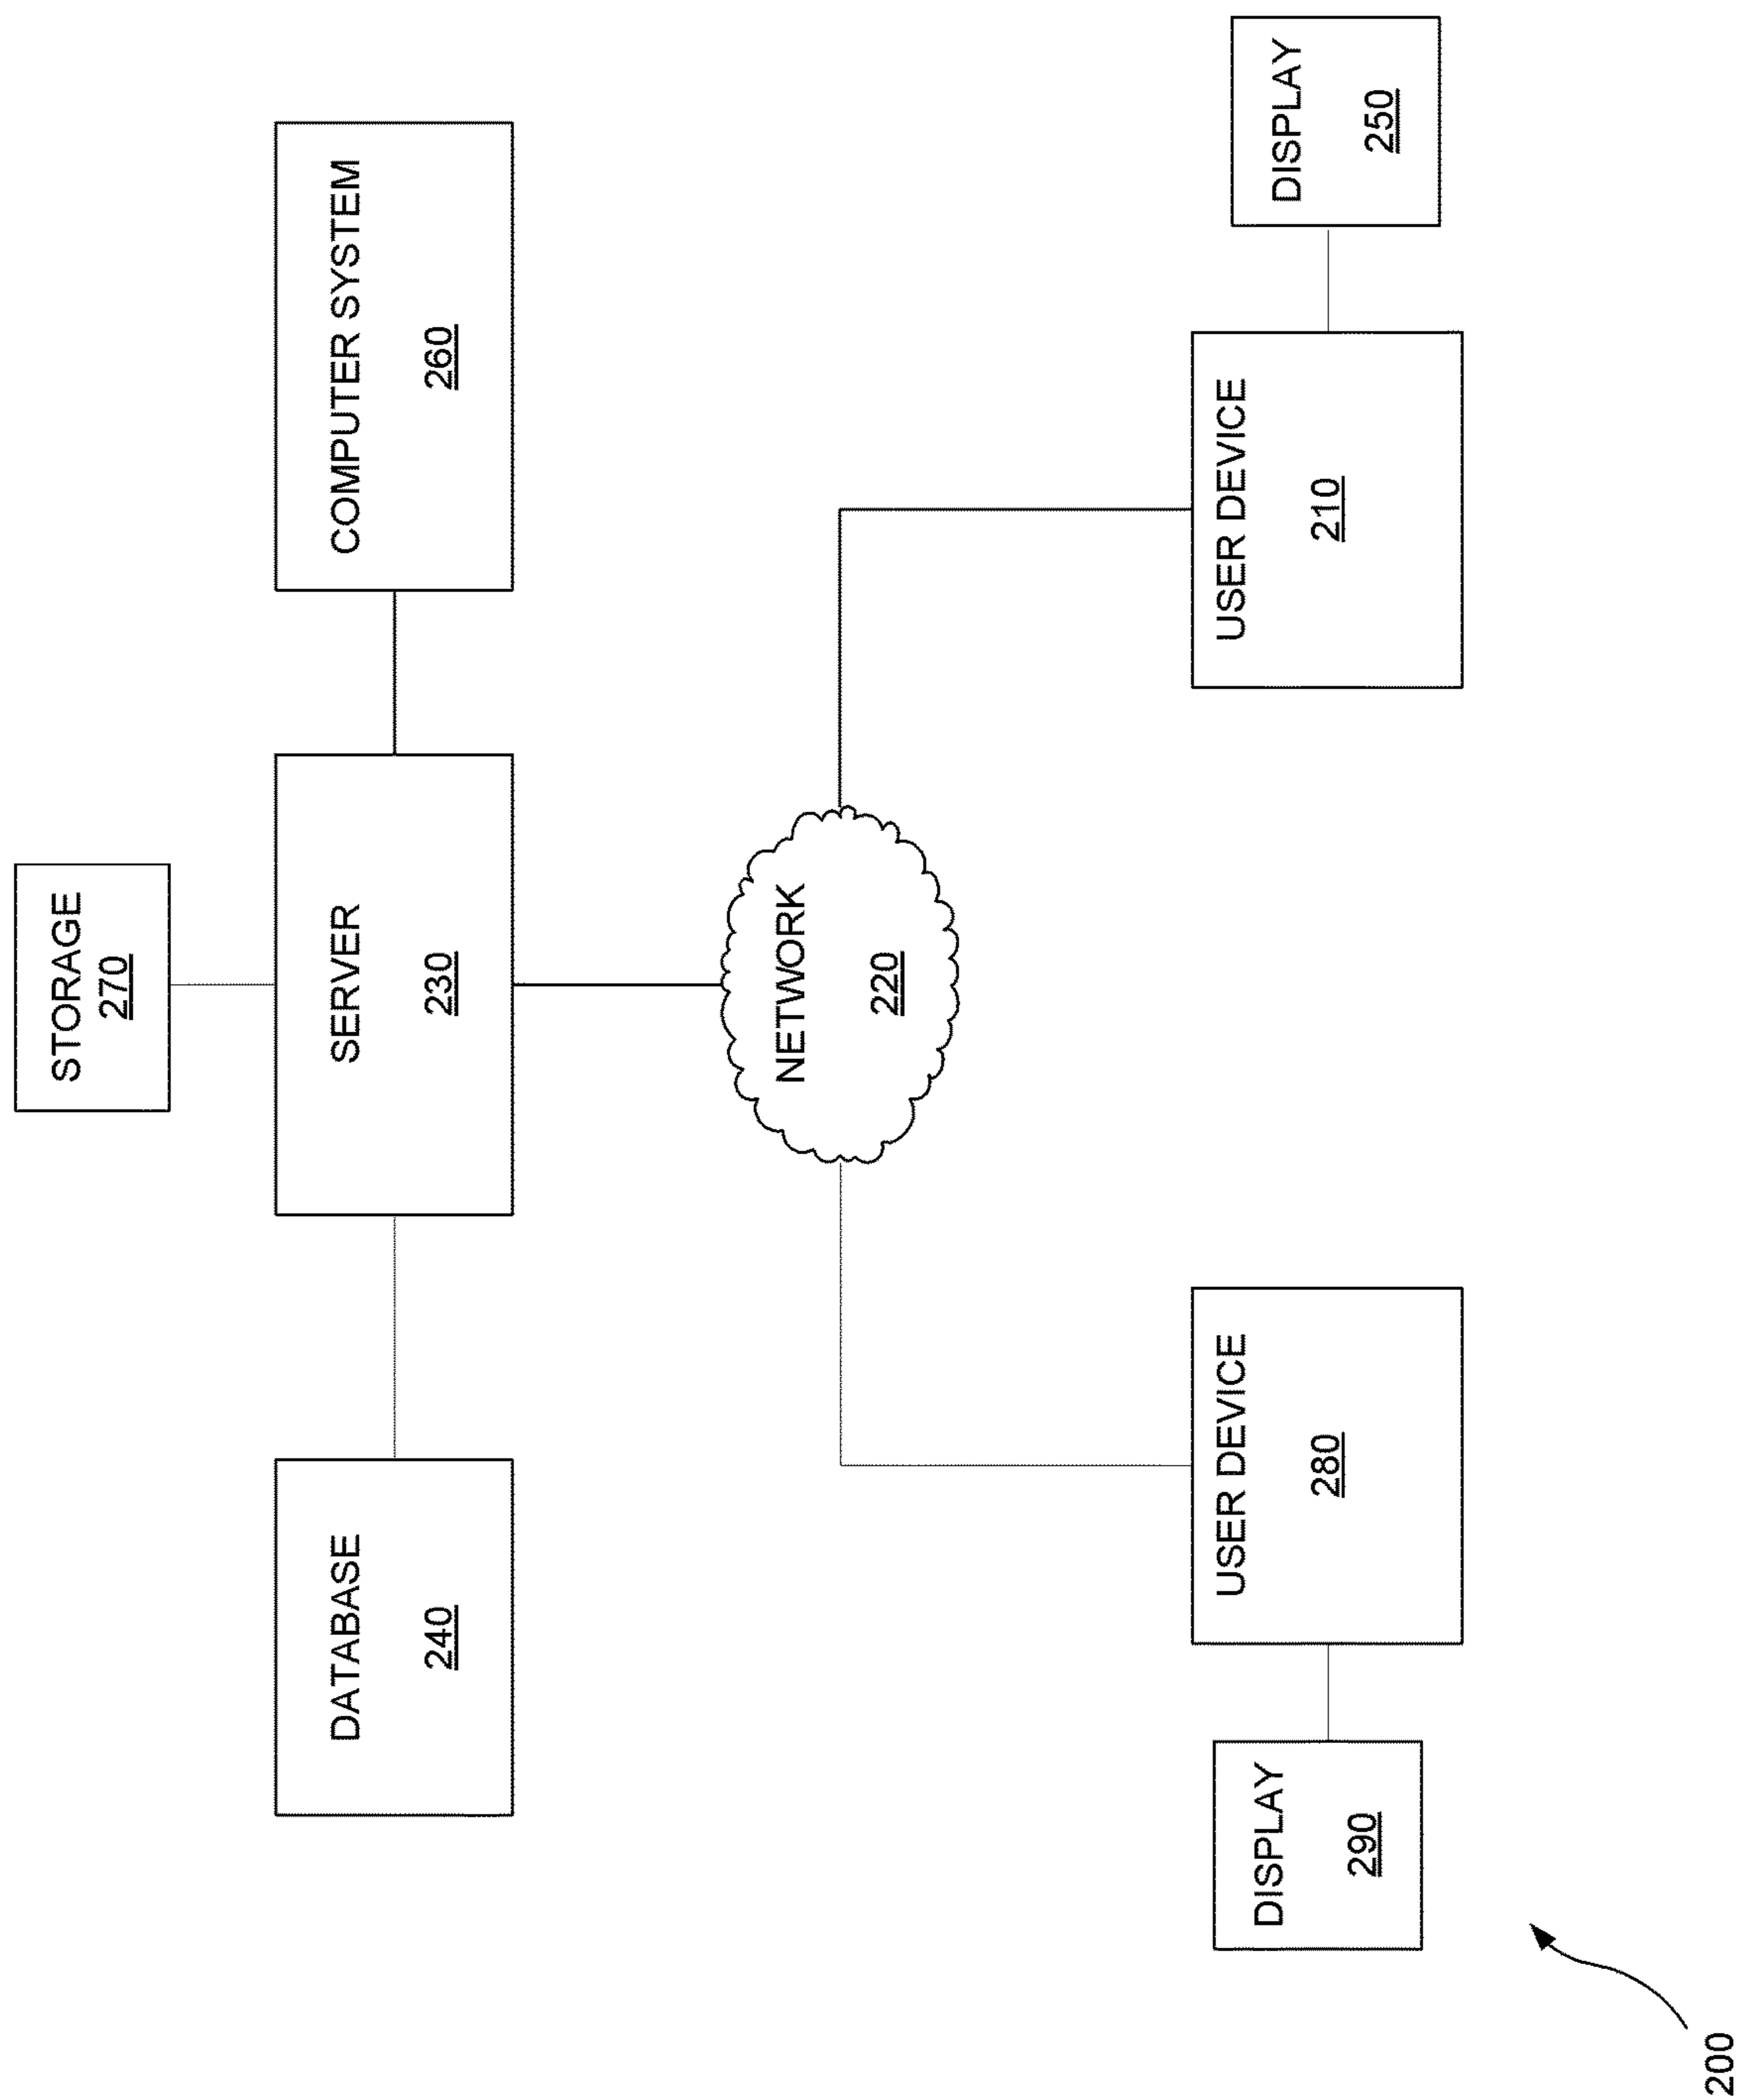 STORAGE
270
DATABASE
240
SERVER
230
COMPUTER SYSTEM
260
NETWORK
220
USER DEVICE
280
USER DEVICE
210
DISPLAY
290
DISPLAY
250
200